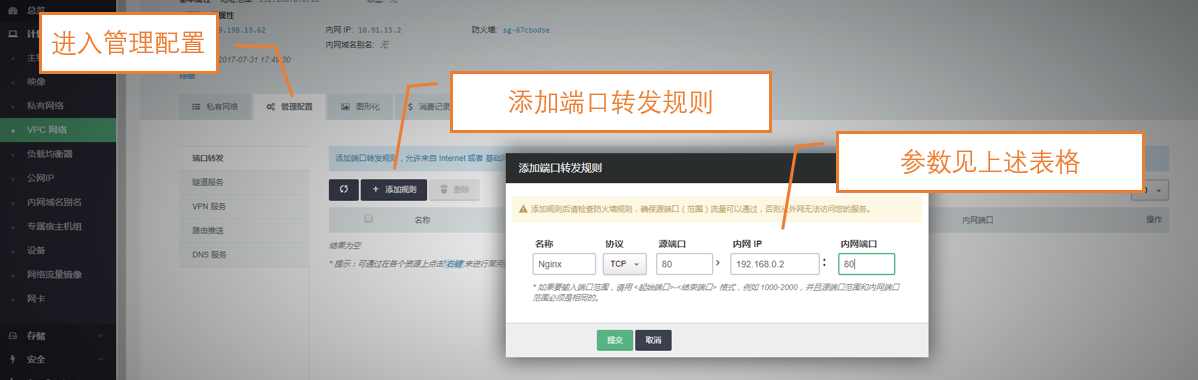 总览
计
主
映像
私有网络
VPC 网络
负载均衡器
公网IP
内网域名别名
专属宿主机组
设备
网络流量镜像
网卡
存储
安全
进入管理配置
属性
.198.13.62
内网 IP: 10.91.15.2
防火墙: sg-67cbodse
内网域名别名: 无
2017-07-31 17:49:30
私有网络
管理配置
图形化
$ 消费记录
添加端口转发规则
参数见上述表格
端口转发
隧道服务
VPN 服务
路由推送
DNS 服务
添加端口转发规则，允许来自 Internet 或者 基础
+ 添加规则
删除
名称
内网端口
操作
结果为空
* 提示：可通过在各个资源上点击“右键”来进行常用
添加端口转发规则
添加规则后请检查防火墙规则，确保源端口（范围）流量可以通过，否则从外网无法访问您的服务。
名称 协议 源端口 内网 IP 内网端口
Nginx TCP 80 › 192.168.0.2 : 80
* 如果要输入端口范围，请用 <起始端口>-<结束端口> 格式，例如 1000-2000，并且源端口范围和内网端口
范围必须是相同的。
提交
取消